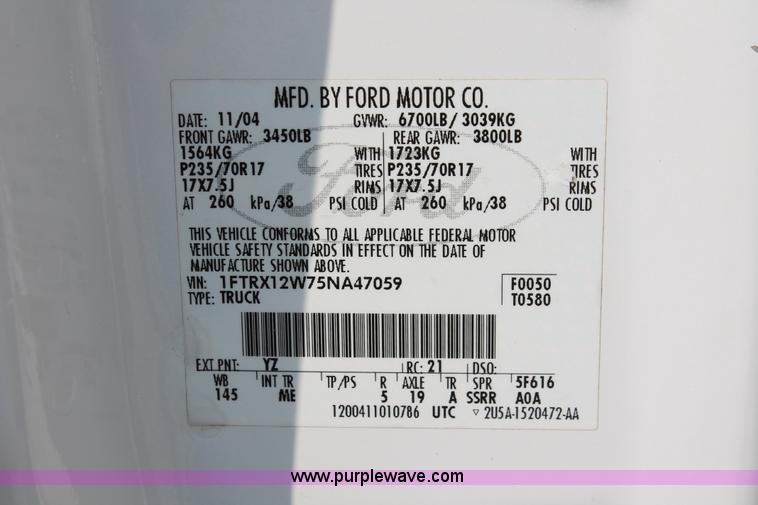 MFD. BY FORD MOTOR CO.
DATE: 11/04 GVWR: 6700LB/ 3039KG
FRONT GAWR: 3450LB REAR GAWR: 3800LB
1564KG WITH 1723KG WITH
P235/70R17 TIRES P235/70R17 TIRES
17X7.5J RIMS 17X7.5J RIMS
AT 260 kPa/38 PSI COLD AT 260 kPa/38 PSI COLD
Ford
THIS VEHICLE CONFORMS TO ALL APPLICABLE FEDERAL MOTOR
VEHICLE SAFETY STANDARDS IN EFFECT ON THE DATE OF
MANUFACTURE SHOWN ABOVE.
VIN: 1FTRX12W75NA47059 F0050
TYPE: TRUCK T0580
EXT PNT: YZ RC: 21 DSO:
WB INT TR TP/PS R AXLE TR SPR 5F616
145 ME 5 19 A SSRR A0A
1200411010786 UTC ▽ 2U5A-1520472-AA
www.purplewave.com